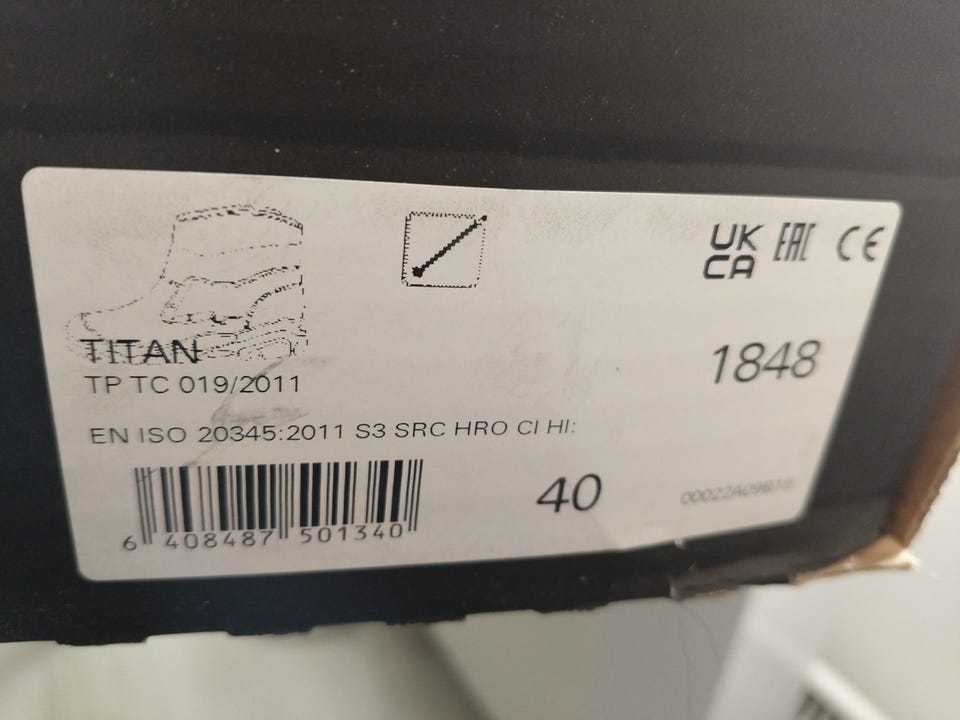 UK
CA
EAC
CE
TITAN
TP TC 019/2011
1848
EN ISO 20345:2011 S3 SRC HRO CI HI:
40
6 408487 501340